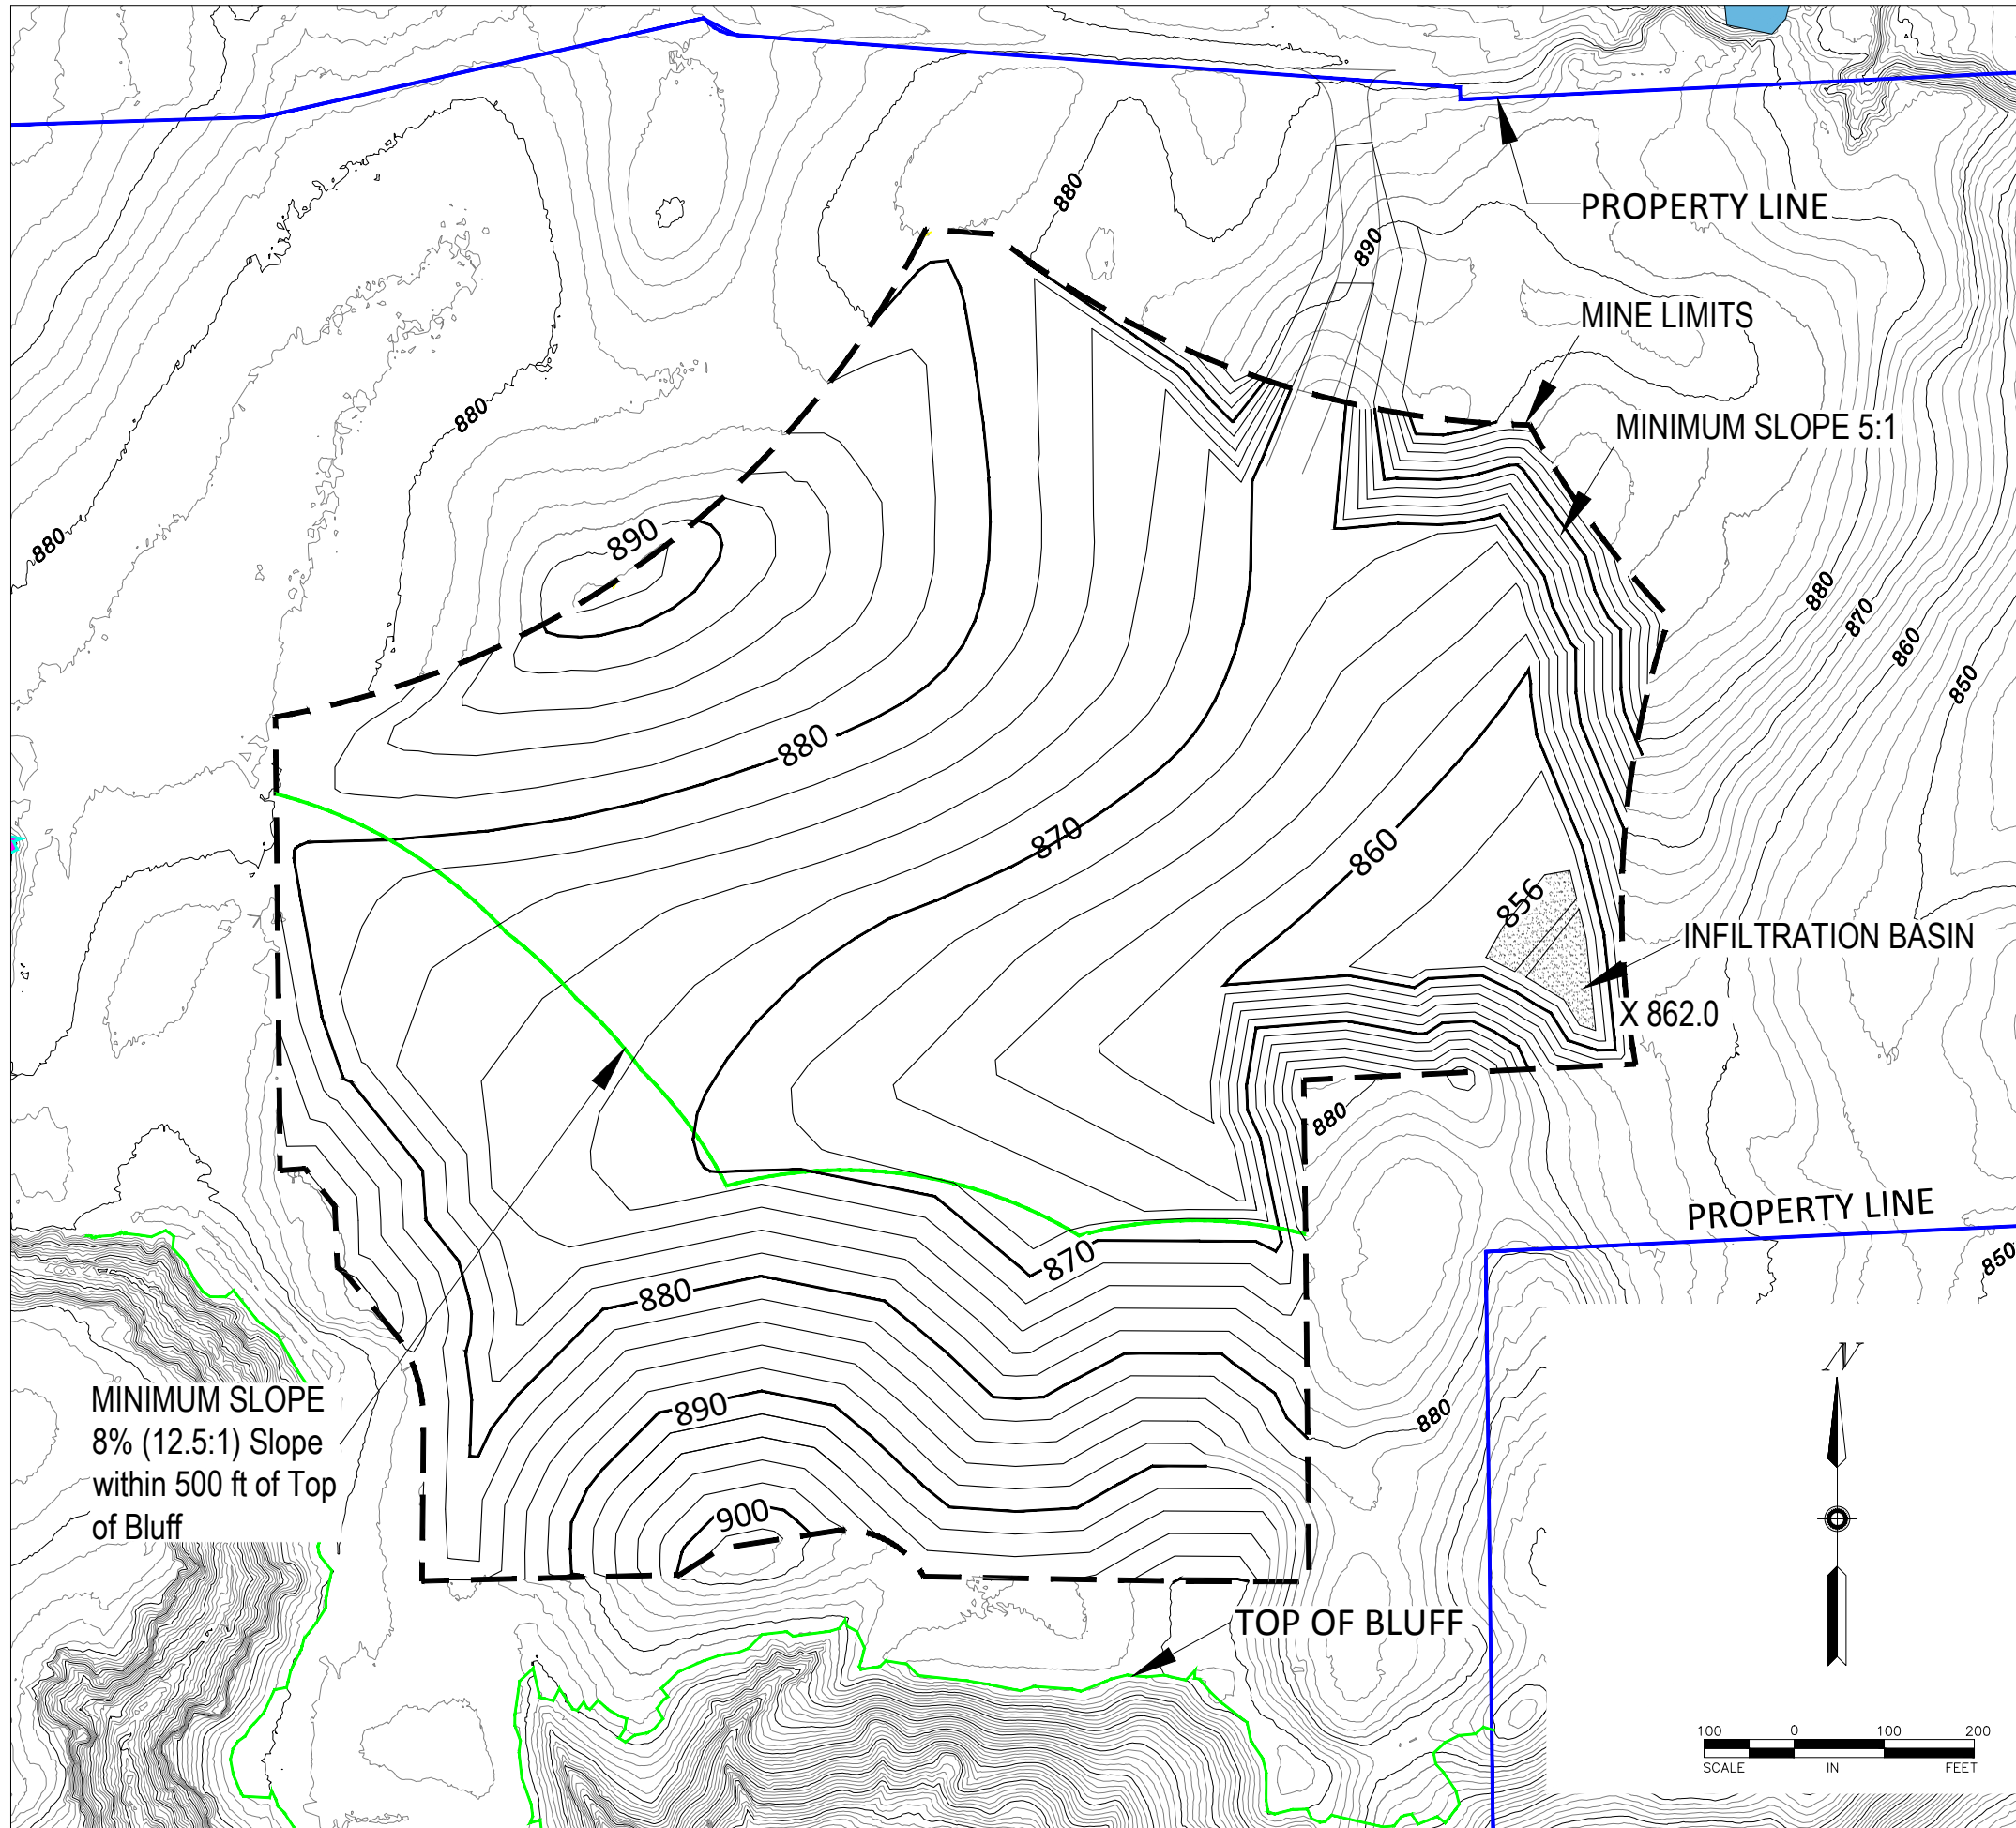 PROPERTY LINE
880
890
MINE LIMITS
880
MINIMUM SLOPE 5:1
890
880
880
870
860
850
880
870
860
856
INFILTRATION BASIN
X 862.0
880
PROPERTY LINE
870
850
880
MINIMUM SLOPE
8% (12.5:1) Slope
within 500 ft of Top
of Bluff
890
880
900
TOP OF BLUFF
N
100 0 100 200
SCALE IN FEET